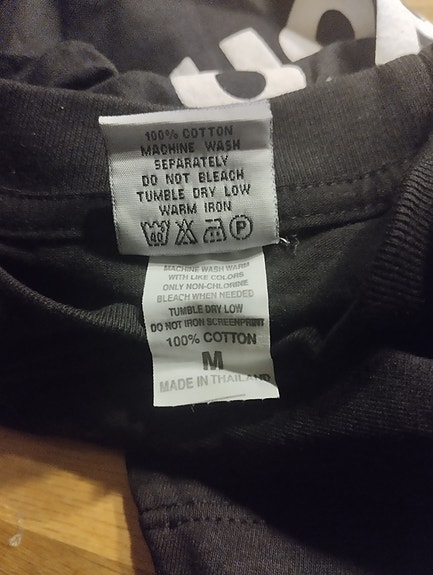 100% COTTON
MACHINE WASH
SEPARATELY
DO NOT BLEACH
TUMBLE DRY LOW
WARM IRON
40 P
MACHINE WASH WARM
WITH LIKE COLORS
ONLY NON-CHLORINE
BLEACH WHEN NEEDED
TUMBLE DRY LOW
DO NOT IRON SCREENPRINT
100% COTTON
M
MADE IN THAILAND